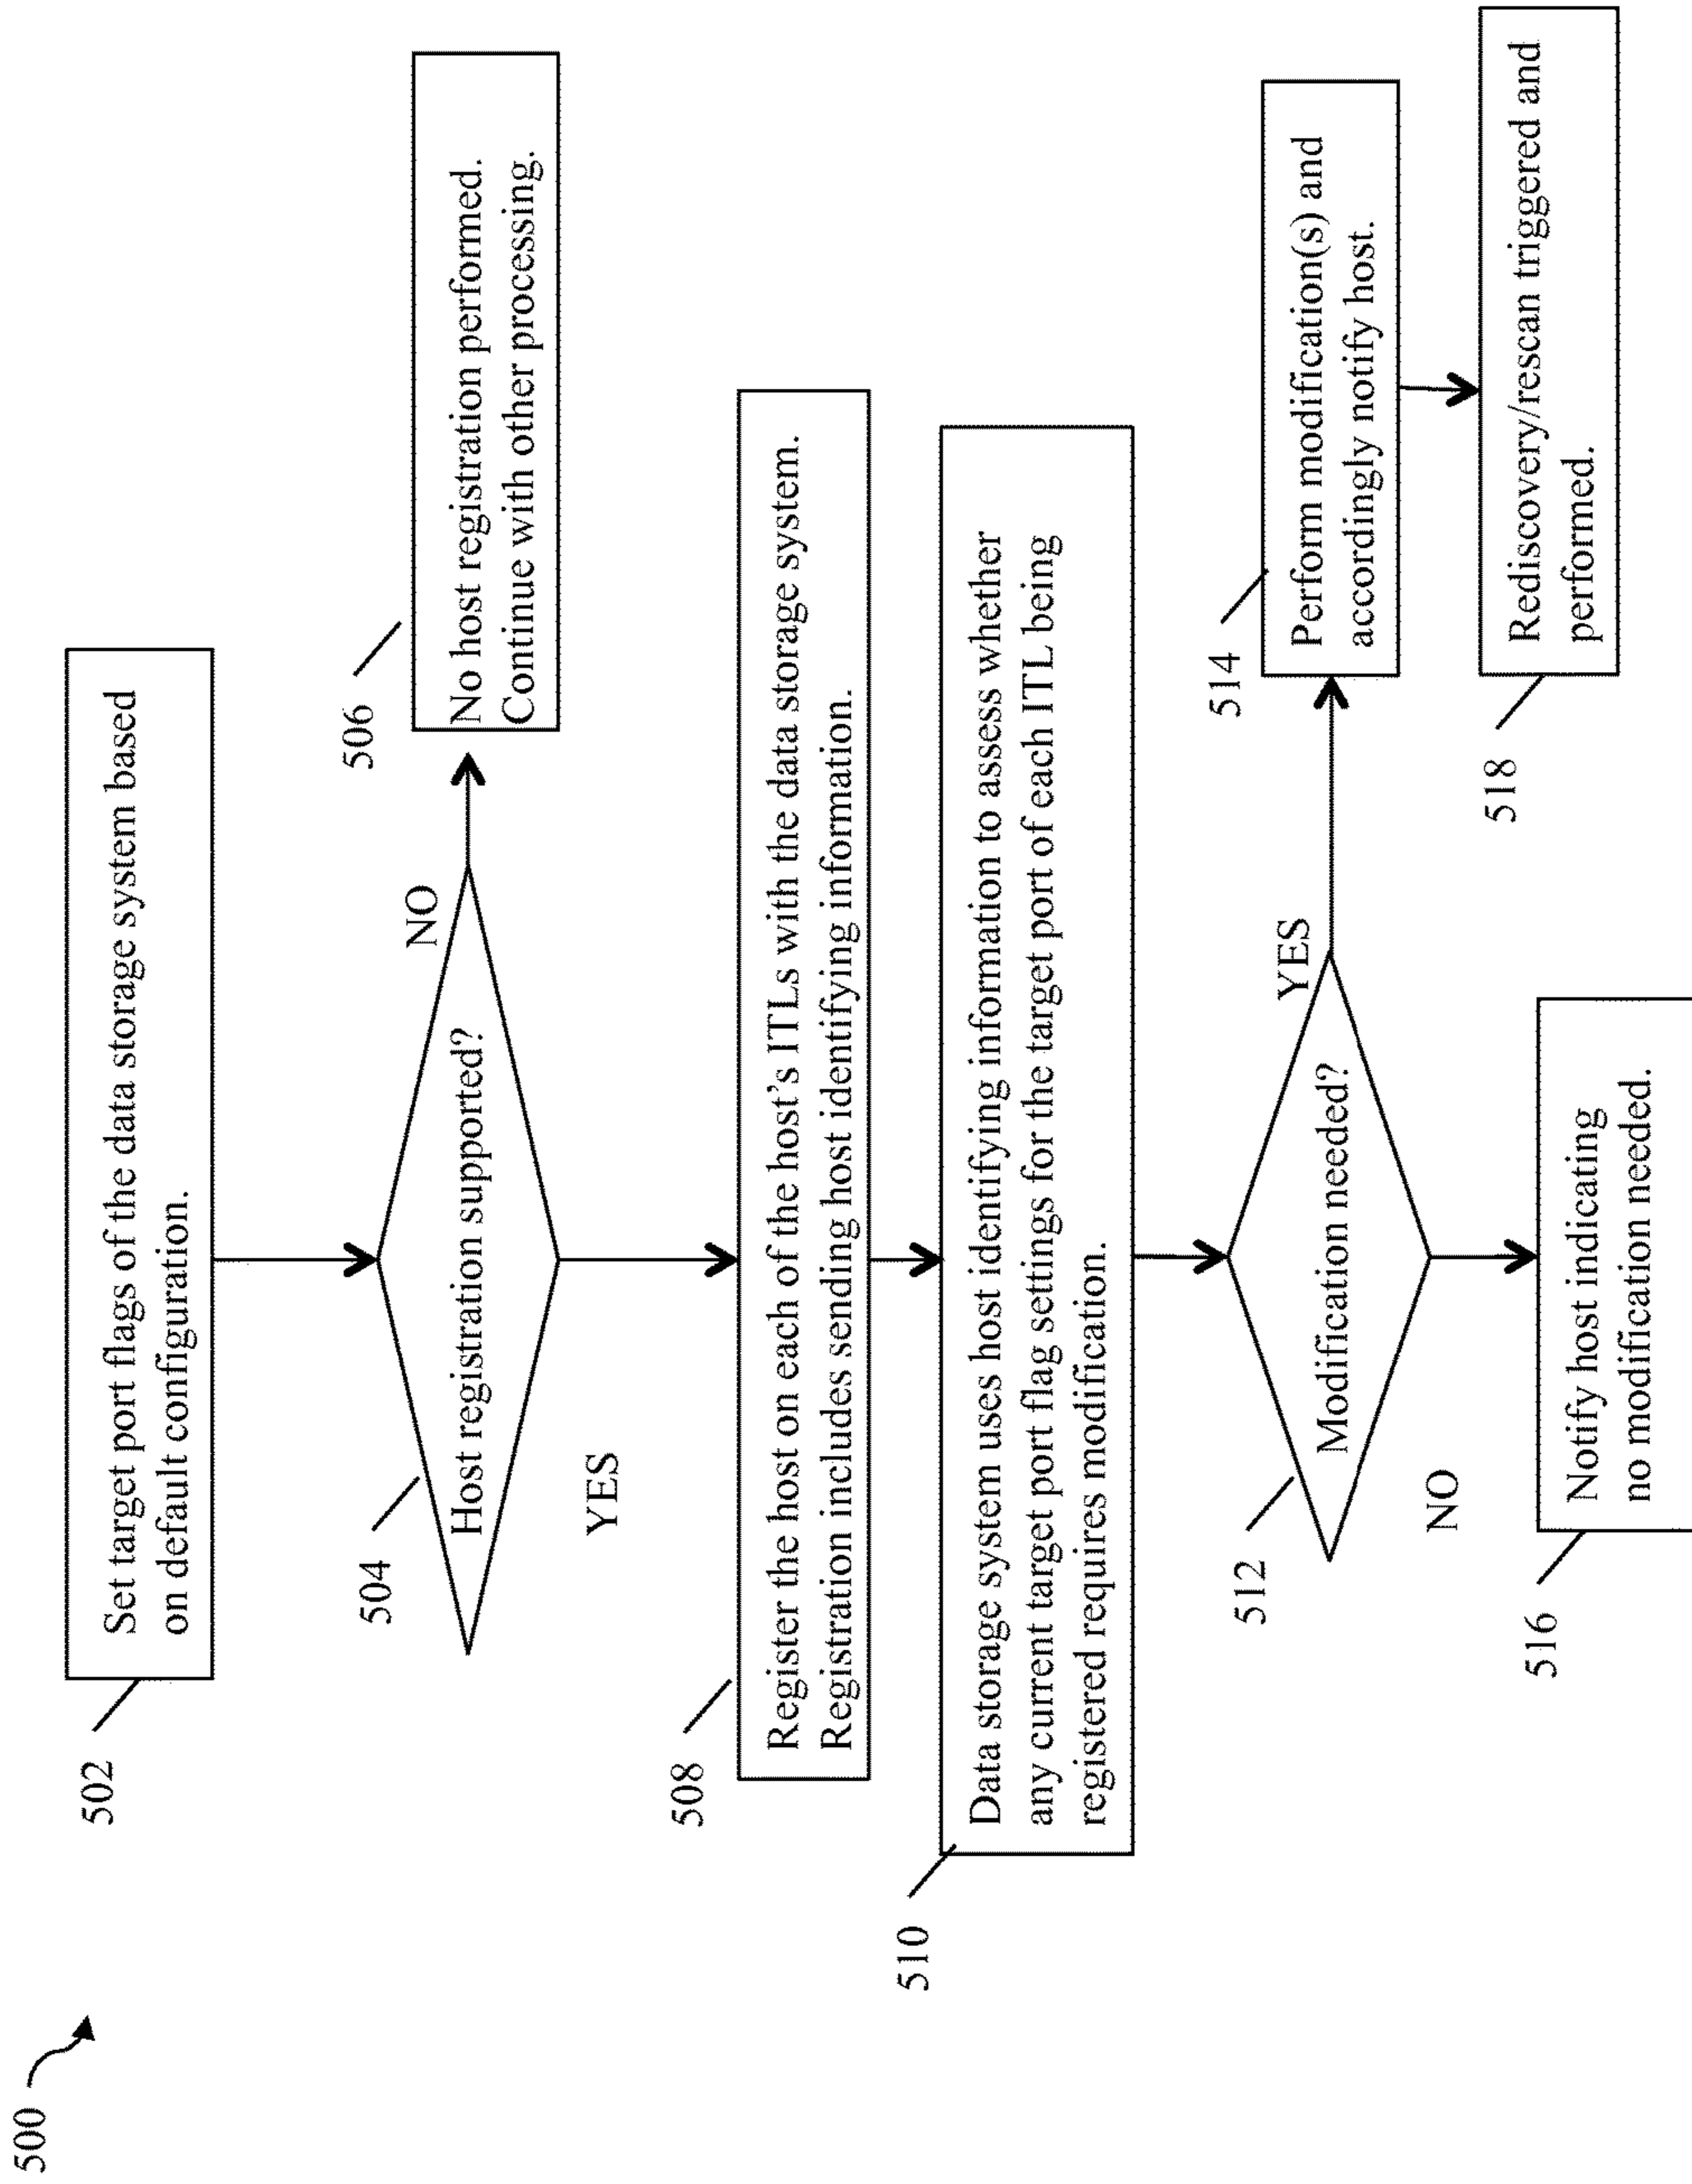 500
502
Set target port flags of the data storage system based
on default configuration.
504
Host registration supported?
NO
506
No host registration performed.
Continue with other processing.
YES
508
Register the host on each of the host's ITLs with the data storage system.
Registration includes sending host identifying information.
510
Data storage system uses host identifying information to assess whether
any current target port flag settings for the target port of each ITL being
registered requires modification.
512
Modification needed?
YES
514
Perform modification(s) and
accordingly notify host.
NO
516
Notify host indicating
no modification needed.
518
Rediscovery/rescan triggered and
performed.